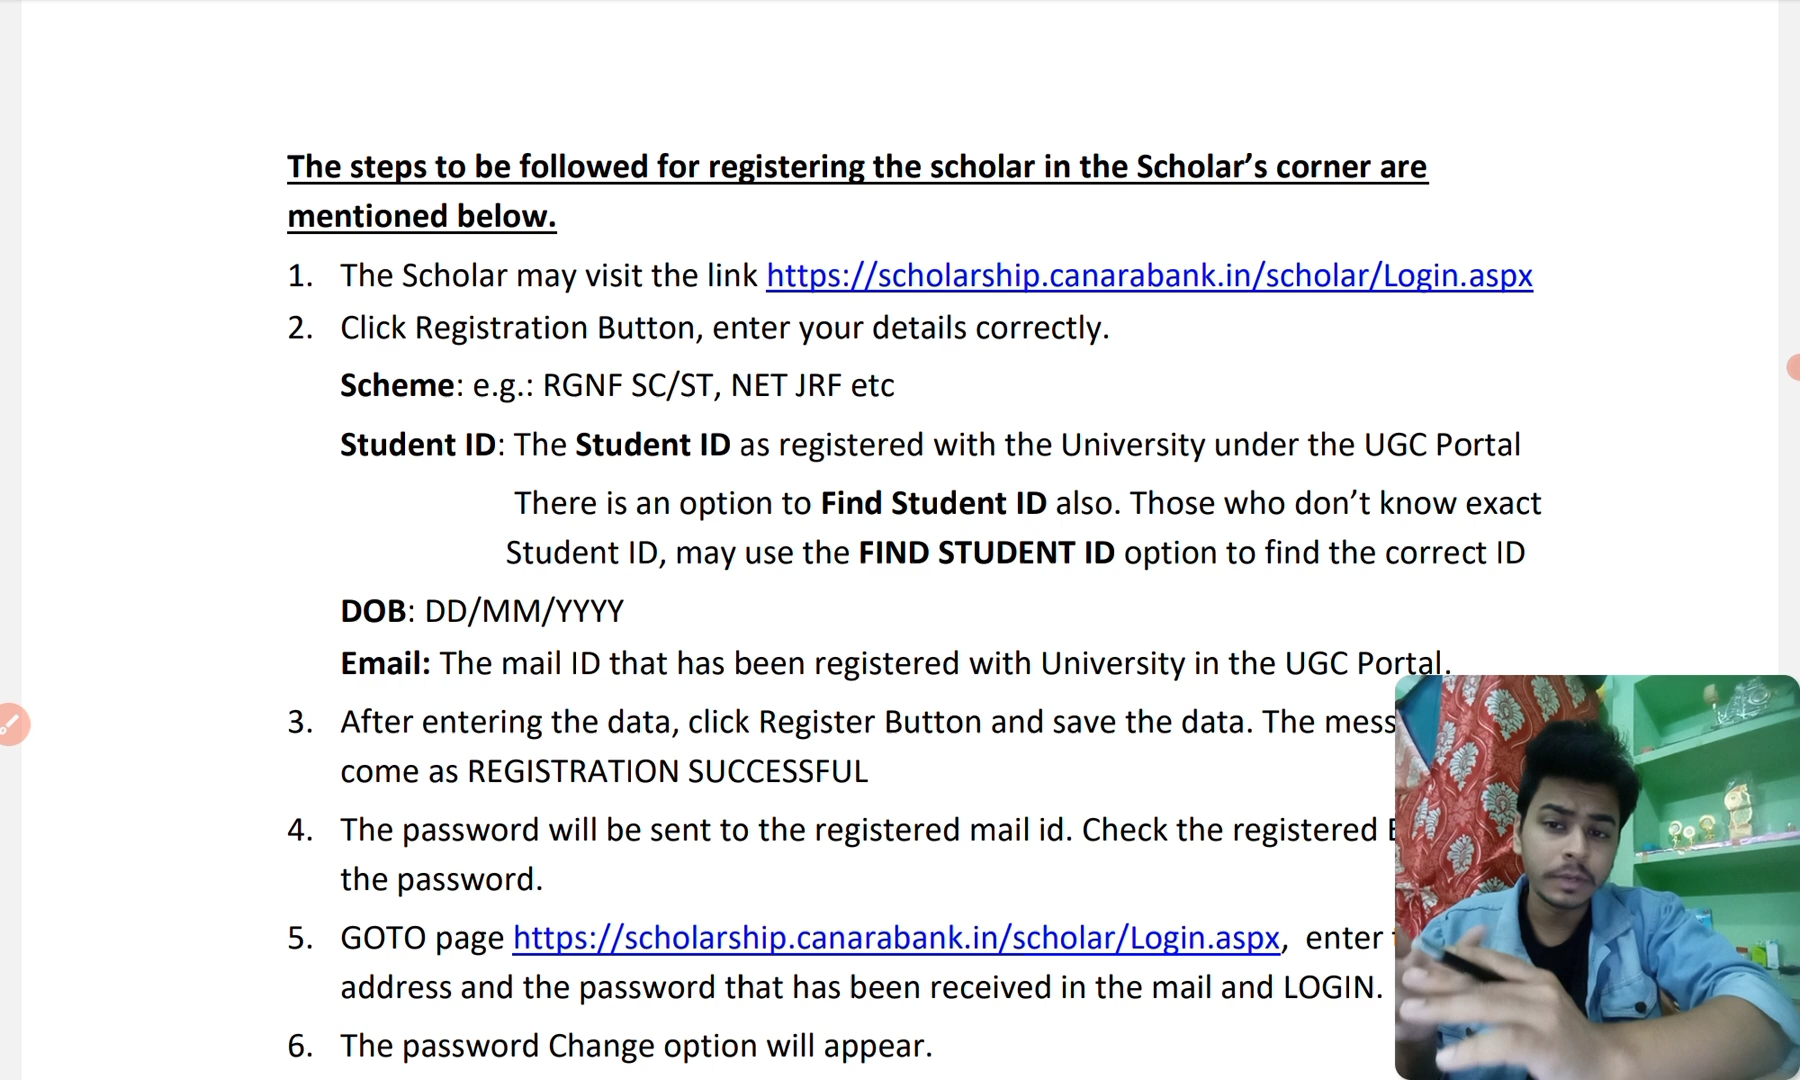 The steps to be followed for registering the scholar in the Scholar’s corner are
mentioned below.
1. The Scholar may visit the link https://scholarship.canarabank.in/scholar/Login.aspx
2. Click Registration Button, enter your details correctly.
Scheme: e.g.: RGNF SC/ST, NET JRF etc
Student ID: The Student ID as registered with the University under the UGC Portal
There is an option to Find Student ID also. Those who don’t know exact
Student ID, may use the FIND STUDENT ID option to find the correct ID
DOB: DD/MM/YYYY
Email: The mail ID that has been registered with University in the UGC Portal.
3. After entering the data, click Register Button and save the data. The mess
come as REGISTRATION SUCCESSFUL
4. The password will be sent to the registered mail id. Check the registered
the password.
5. GOTO page https://scholarship.canarabank.in/scholar/Login.aspx, enter
address and the password that has been received in the mail and LOGIN.
6. The password Change option will appear.